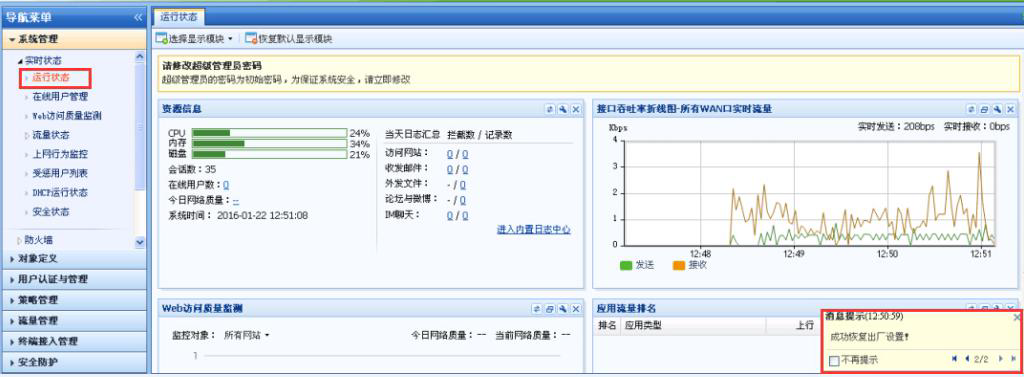 导航菜单
系统管理
实时状态
运行状态
在线用户管理
Web访问质量监测
流量状态
上网行为监控
受惩用户列表
DHCP运行状态
安全状态
防火墙
对象定义
用户认证与管理
策略管理
流量管理
终端接入管理
安全防护
运行状态
选择显示模块 恢复默认显示模块
请修改超级管理员密码
超级管理员的密码为初始密码，为保证系统安全，请立即修改
资源信息
CPU 24%
内存 34%
磁盘 21%
会话数：35
在线用户数：0
今日网络质量：--
系统时间： 2016-01-22 12:51:08
当天日志汇总 拦截数 / 记录数
访问网站： 0 / 0
收发邮件： 0 / 0
外发文件： - / 0
论坛与微博： - / 0
IM聊天： 0 / 0
进入内置日志中心
接口吞吐率折线图-所有WAN口实时流量
Kbps 实时发送：208bps 实时接收：0bps
4
3
2
1
0
12:48 12:49 12:50 12:51
发送 接收
Web访问质量监测
监控对象： 所有网站 今日网络质量：-- 当前网络质量：--
1
应用流量排名
排名 应用类型 上行
消息提示(12:50:59)
成功恢复出厂设置！
不再提示 2/2